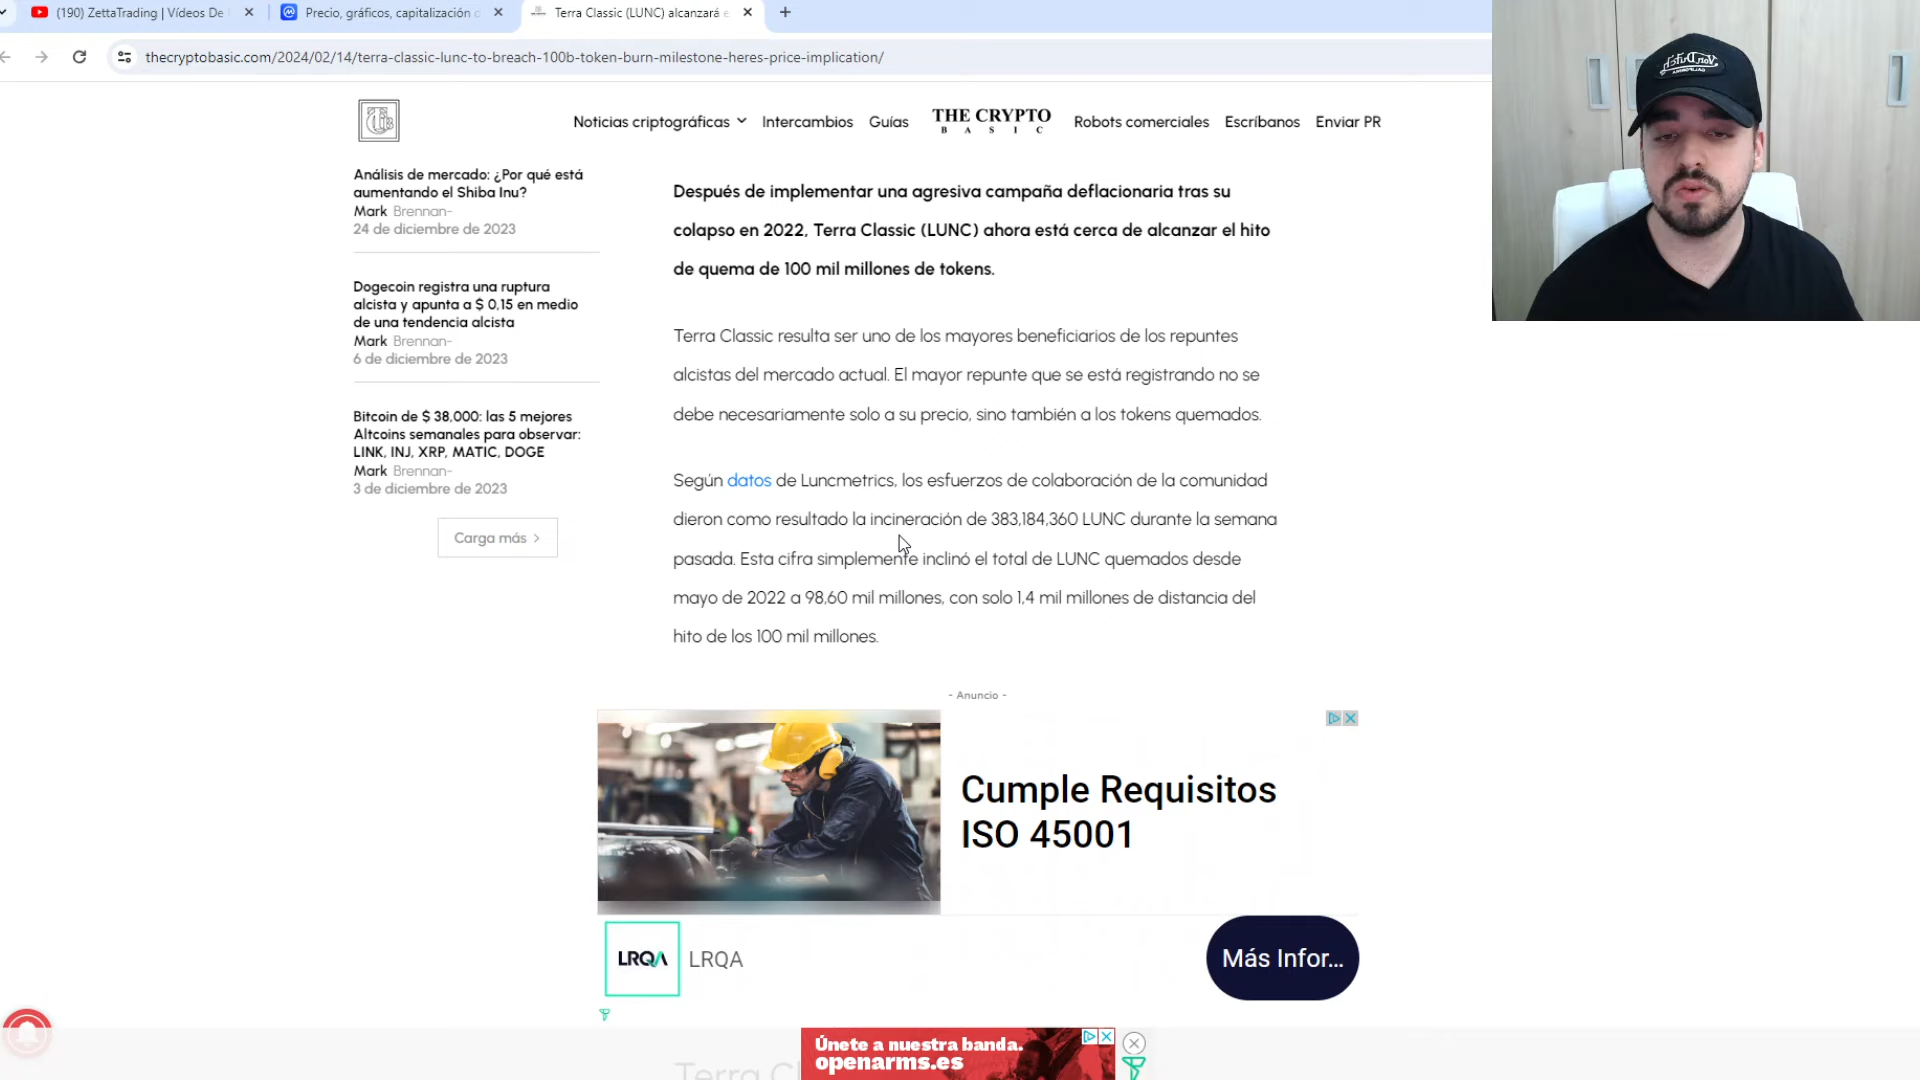 (190) ZettaTrading | Vídeos De
Precio, gráficos, capitalización
Terra Classic (LUNC) alcanzará
thecryptobasic.com/2024/02/14/terra-classic-lunc-to-breach-100b-token-burn-milestone-heres-price-implication/
Noticias criptográficas
Intercambios
Guías
THE CRYPTO
BASIC
Robots comerciales
Escríbanos
Enviar PR
Análisis de mercado: ¿Por qué está
aumentando el Shiba Inu?
Mark Brennan-
24 de diciembre de 2023
Dogecoin registra una ruptura
alcista y apunta a $ 0,15 en medio
de una tendencia alcista
Mark Brennan-
6 de diciembre de 2023
Bitcoin de $ 38,000: las 5 mejores
Altcoins semanales para observar:
LINK, INJ, XRP, MATIC, DOGE
Mark Brennan-
3 de diciembre de 2023
Carga más >
Después de implementar una agresiva campaña deflacionaria tras su
colapso en 2022, Terra Classic (LUNC) ahora está cerca de alcanzar el hito
de quema de 100 mil millones de tokens.
Terra Classic resulta ser uno de los mayores beneficiarios de los repuntes
alcistas del mercado actual. El mayor repunte que se está registrando no se
debe necesariamente solo a su precio, sino también a los tokens quemados.
Según datos de Luncmetrics, los esfuerzos de colaboración de la comunidad
dieron como resultado la incineración de 383,184,360 LUNC durante la semana
pasada. Esta cifra simplemente inclinó el total de LUNC quemados desde
mayo de 2022 a 98,60 mil millones, con solo 1,4 mil millones de distancia del
hito de los 100 mil millones.
- Anuncio -
Cumple Requisitos
ISO 45001
LRQA
LRQA
Más Infor...
Únete a nuestra banda.
openarms.es
Terra C